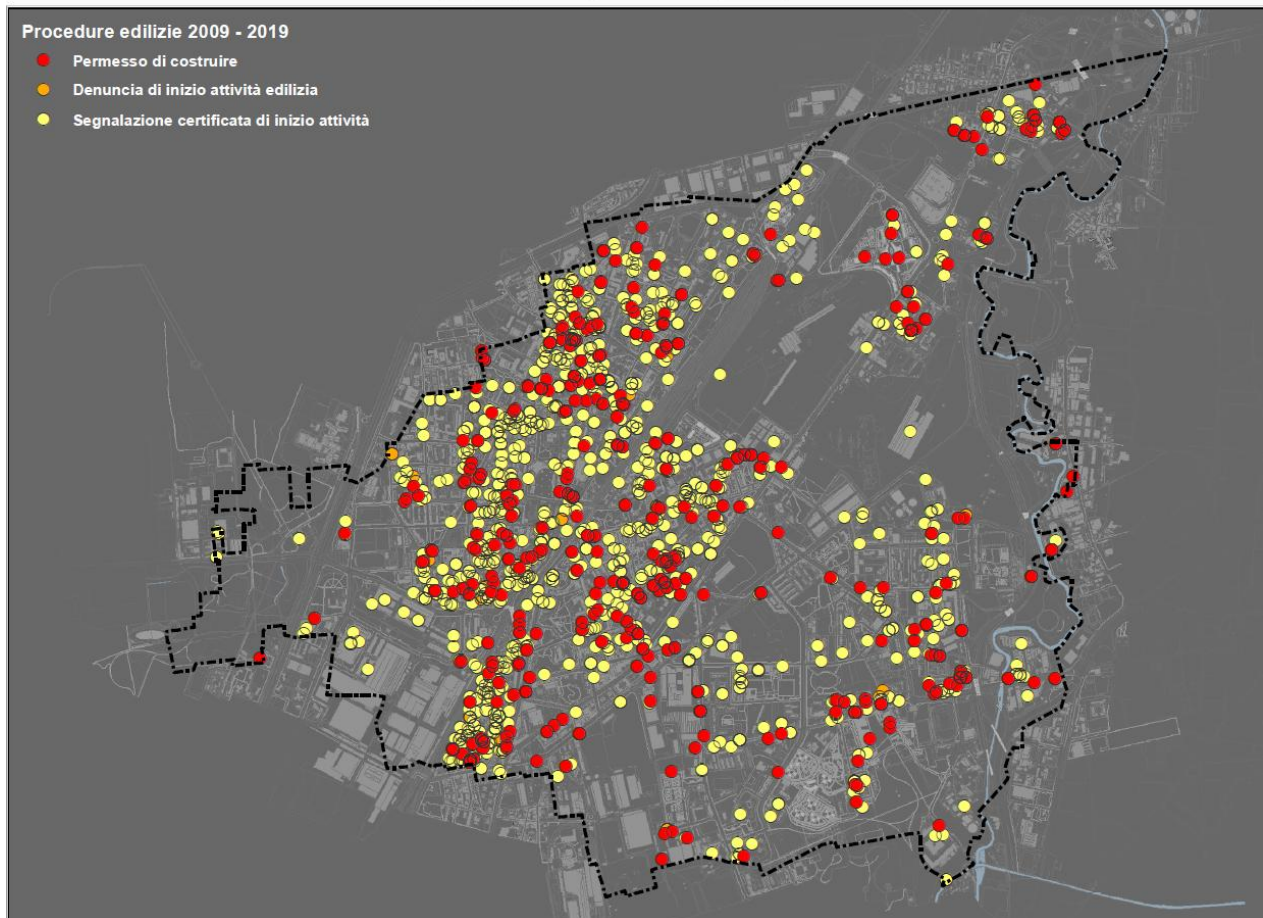 Procedure edilizie 2009 - 2019
Permesso di costruire
Denuncia di inizio attività edilizia
Segnalazione certificata di inizio attività